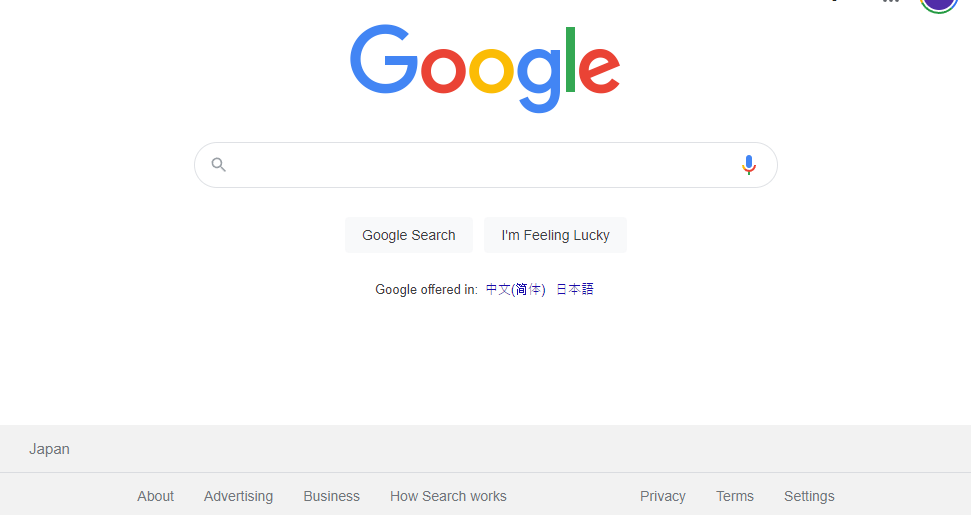 Google
Google Search I'm Feeling Lucky
Google offered in: 中文(简体) 日本語
Japan
About Advertising Business How Search works Privacy Terms Settings